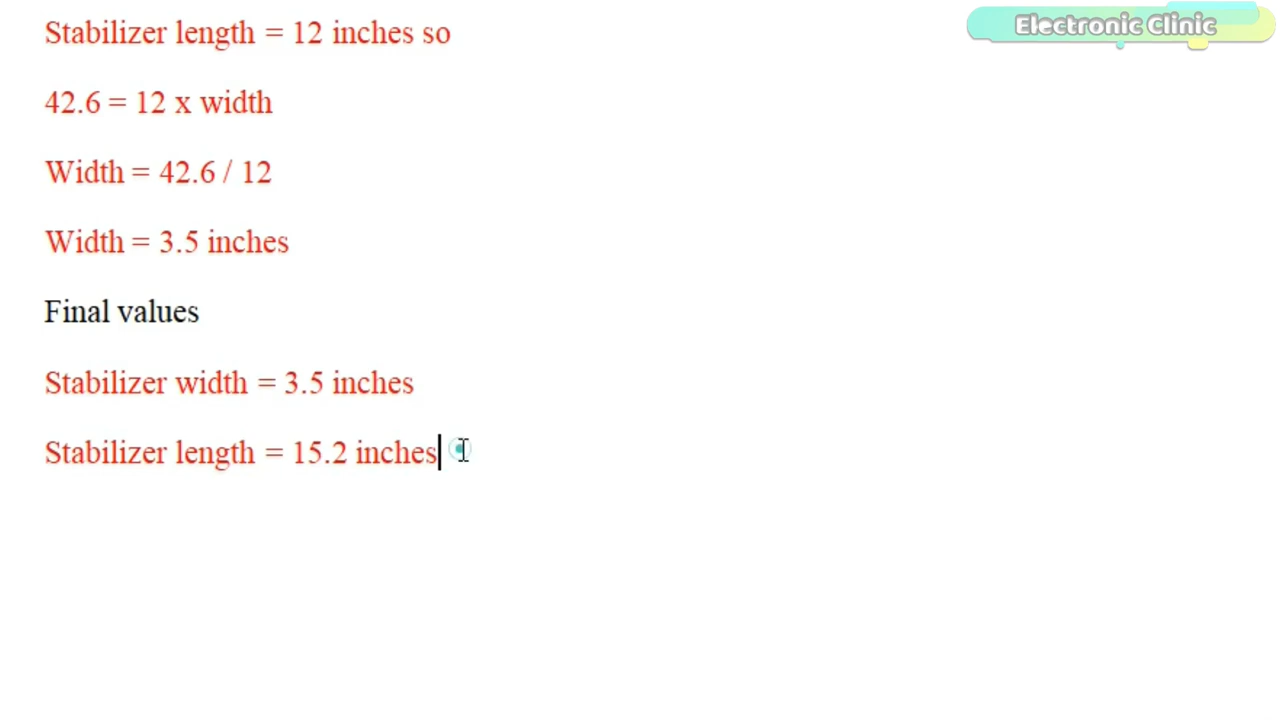 Electronic Clinic
Stabilizer length = 12 inches so
42.6 = 12 x width
Width = 42.6 / 12
Width = 3.5 inches
Final values
Stabilizer width = 3.5 inches
Stabilizer length = 15.2 inches